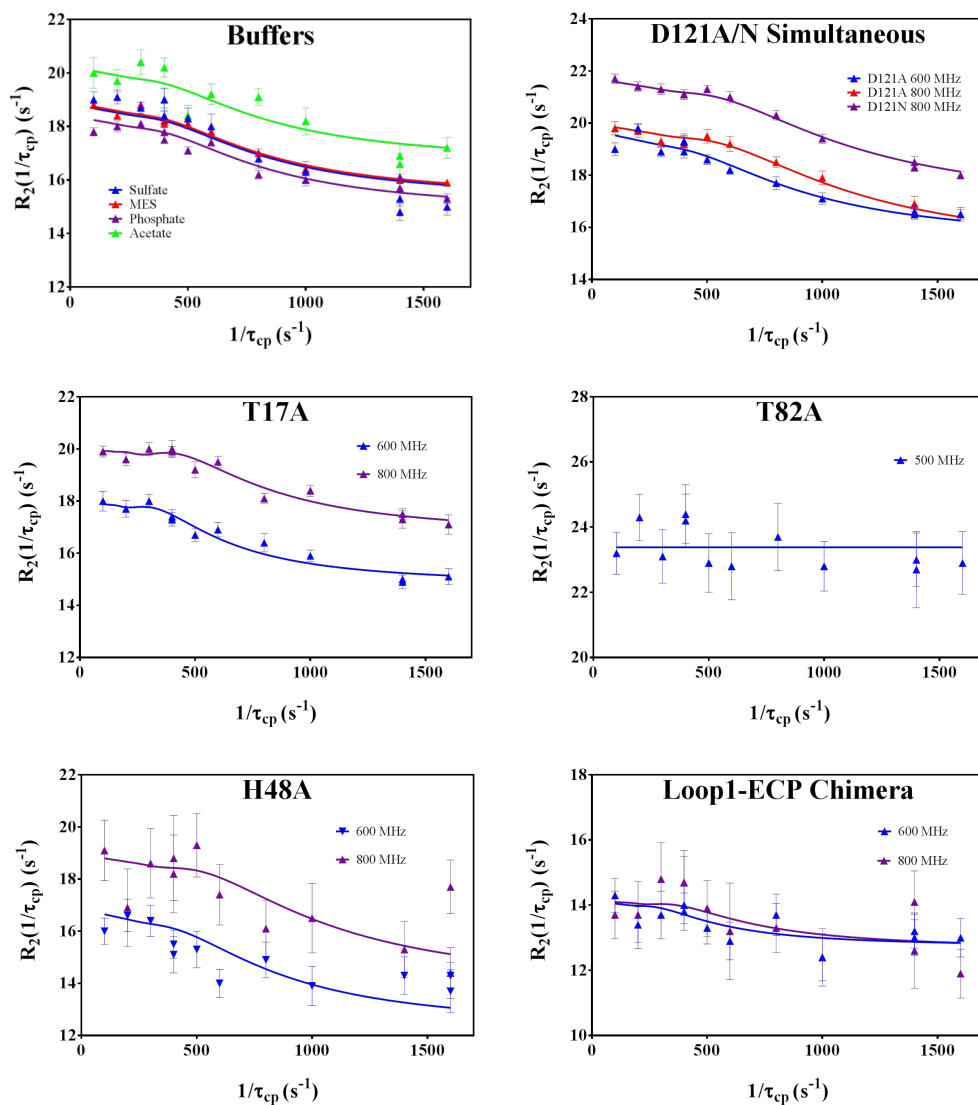 Buffers
22
20
18
16
14
12
0
500
1000
1500
R2(1/τcp) (s-1)
1/τcp (s-1)
Sulfate
MES
Phosphate
Acetate
D121A/N Simultaneous
24
22
20
18
16
14
0
500
1000
1500
R2(1/τcp) (s-1)
1/τcp (s-1)
D121A 600 MHz
D121A 800 MHz
D121N 800 MHz
T17A
22
20
18
16
14
12
0
500
1000
1500
R2(1/τcp) (s-1)
1/τcp (s-1)
600 MHz
800 MHz
T82A
28
26
24
22
20
0
500
1000
1500
R2(1/τcp) (s-1)
1/τcp (s-1)
500 MHz
H48A
22
20
18
16
14
12
0
500
1000
1500
R2(1/τcp) (s-1)
1/τcp (s-1)
600 MHz
800 MHz
Loop1-ECP Chimera
18
16
14
12
10
0
500
1000
1500
R2(1/τcp) (s-1)
1/τcp (s-1)
600 MHz
800 MHz